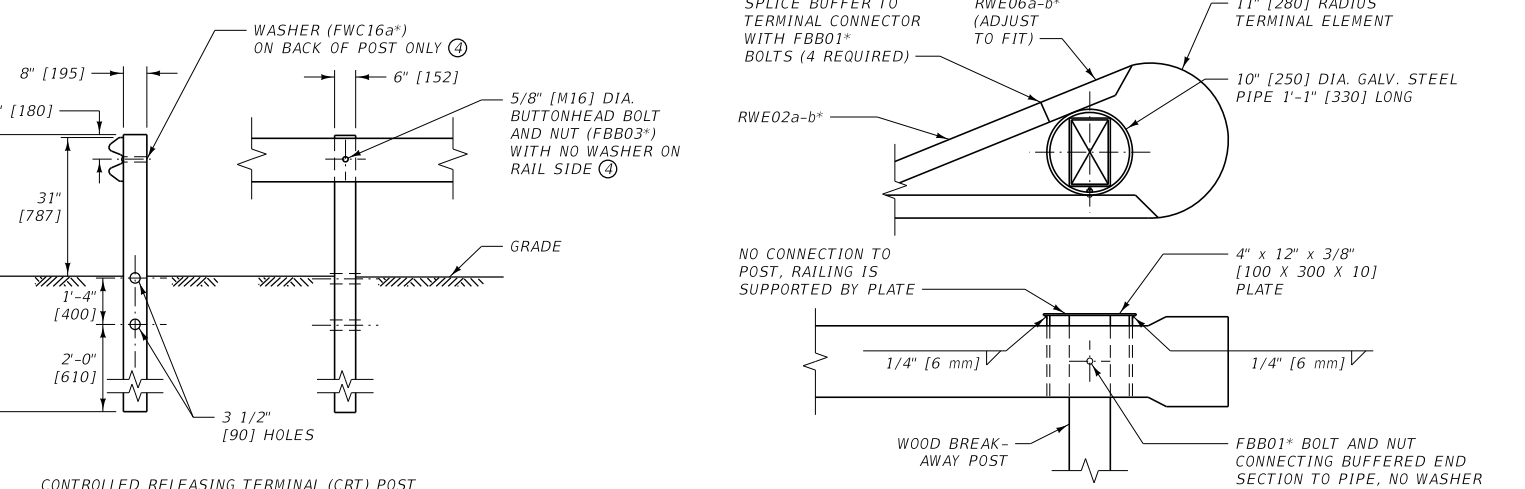 WASHER (FWC16a*)
ON BACK OF POST ONLY 4
8" [195]
6" [152]
" [180]
5/8" [M16] DIA.
BUTTONHEAD BOLT
AND NUT (FBB03*)
WITH NO WASHER ON
RAIL SIDE 4
31"
[787]
GRADE
1'-4"
[400]
2'-0"
[610]
3 1/2"
[90] HOLES
CONTROLLED RELEASING TERMINAL (CRT) POST
SPLICE BUFFER TO
TERMINAL CONNECTOR
WITH FBB01*
BOLTS (4 REQUIRED)
RWE06a-b*
(ADJUST
TO FIT)
11" [280] RADIUS
TERMINAL ELEMENT
10" [250] DIA. GALV. STEEL
PIPE 1'-1" [330] LONG
RWE02a-b*
NO CONNECTION TO
POST, RAILING IS
SUPPORTED BY PLATE
4" x 12" x 3/8"
[100 X 300 X 10]
PLATE
1/4" [6 mm]
1/4" [6 mm]
WOOD BREAK-
AWAY POST
FBB01* BOLT AND NUT
CONNECTING BUFFERED END
SECTION TO PIPE, NO WASHER